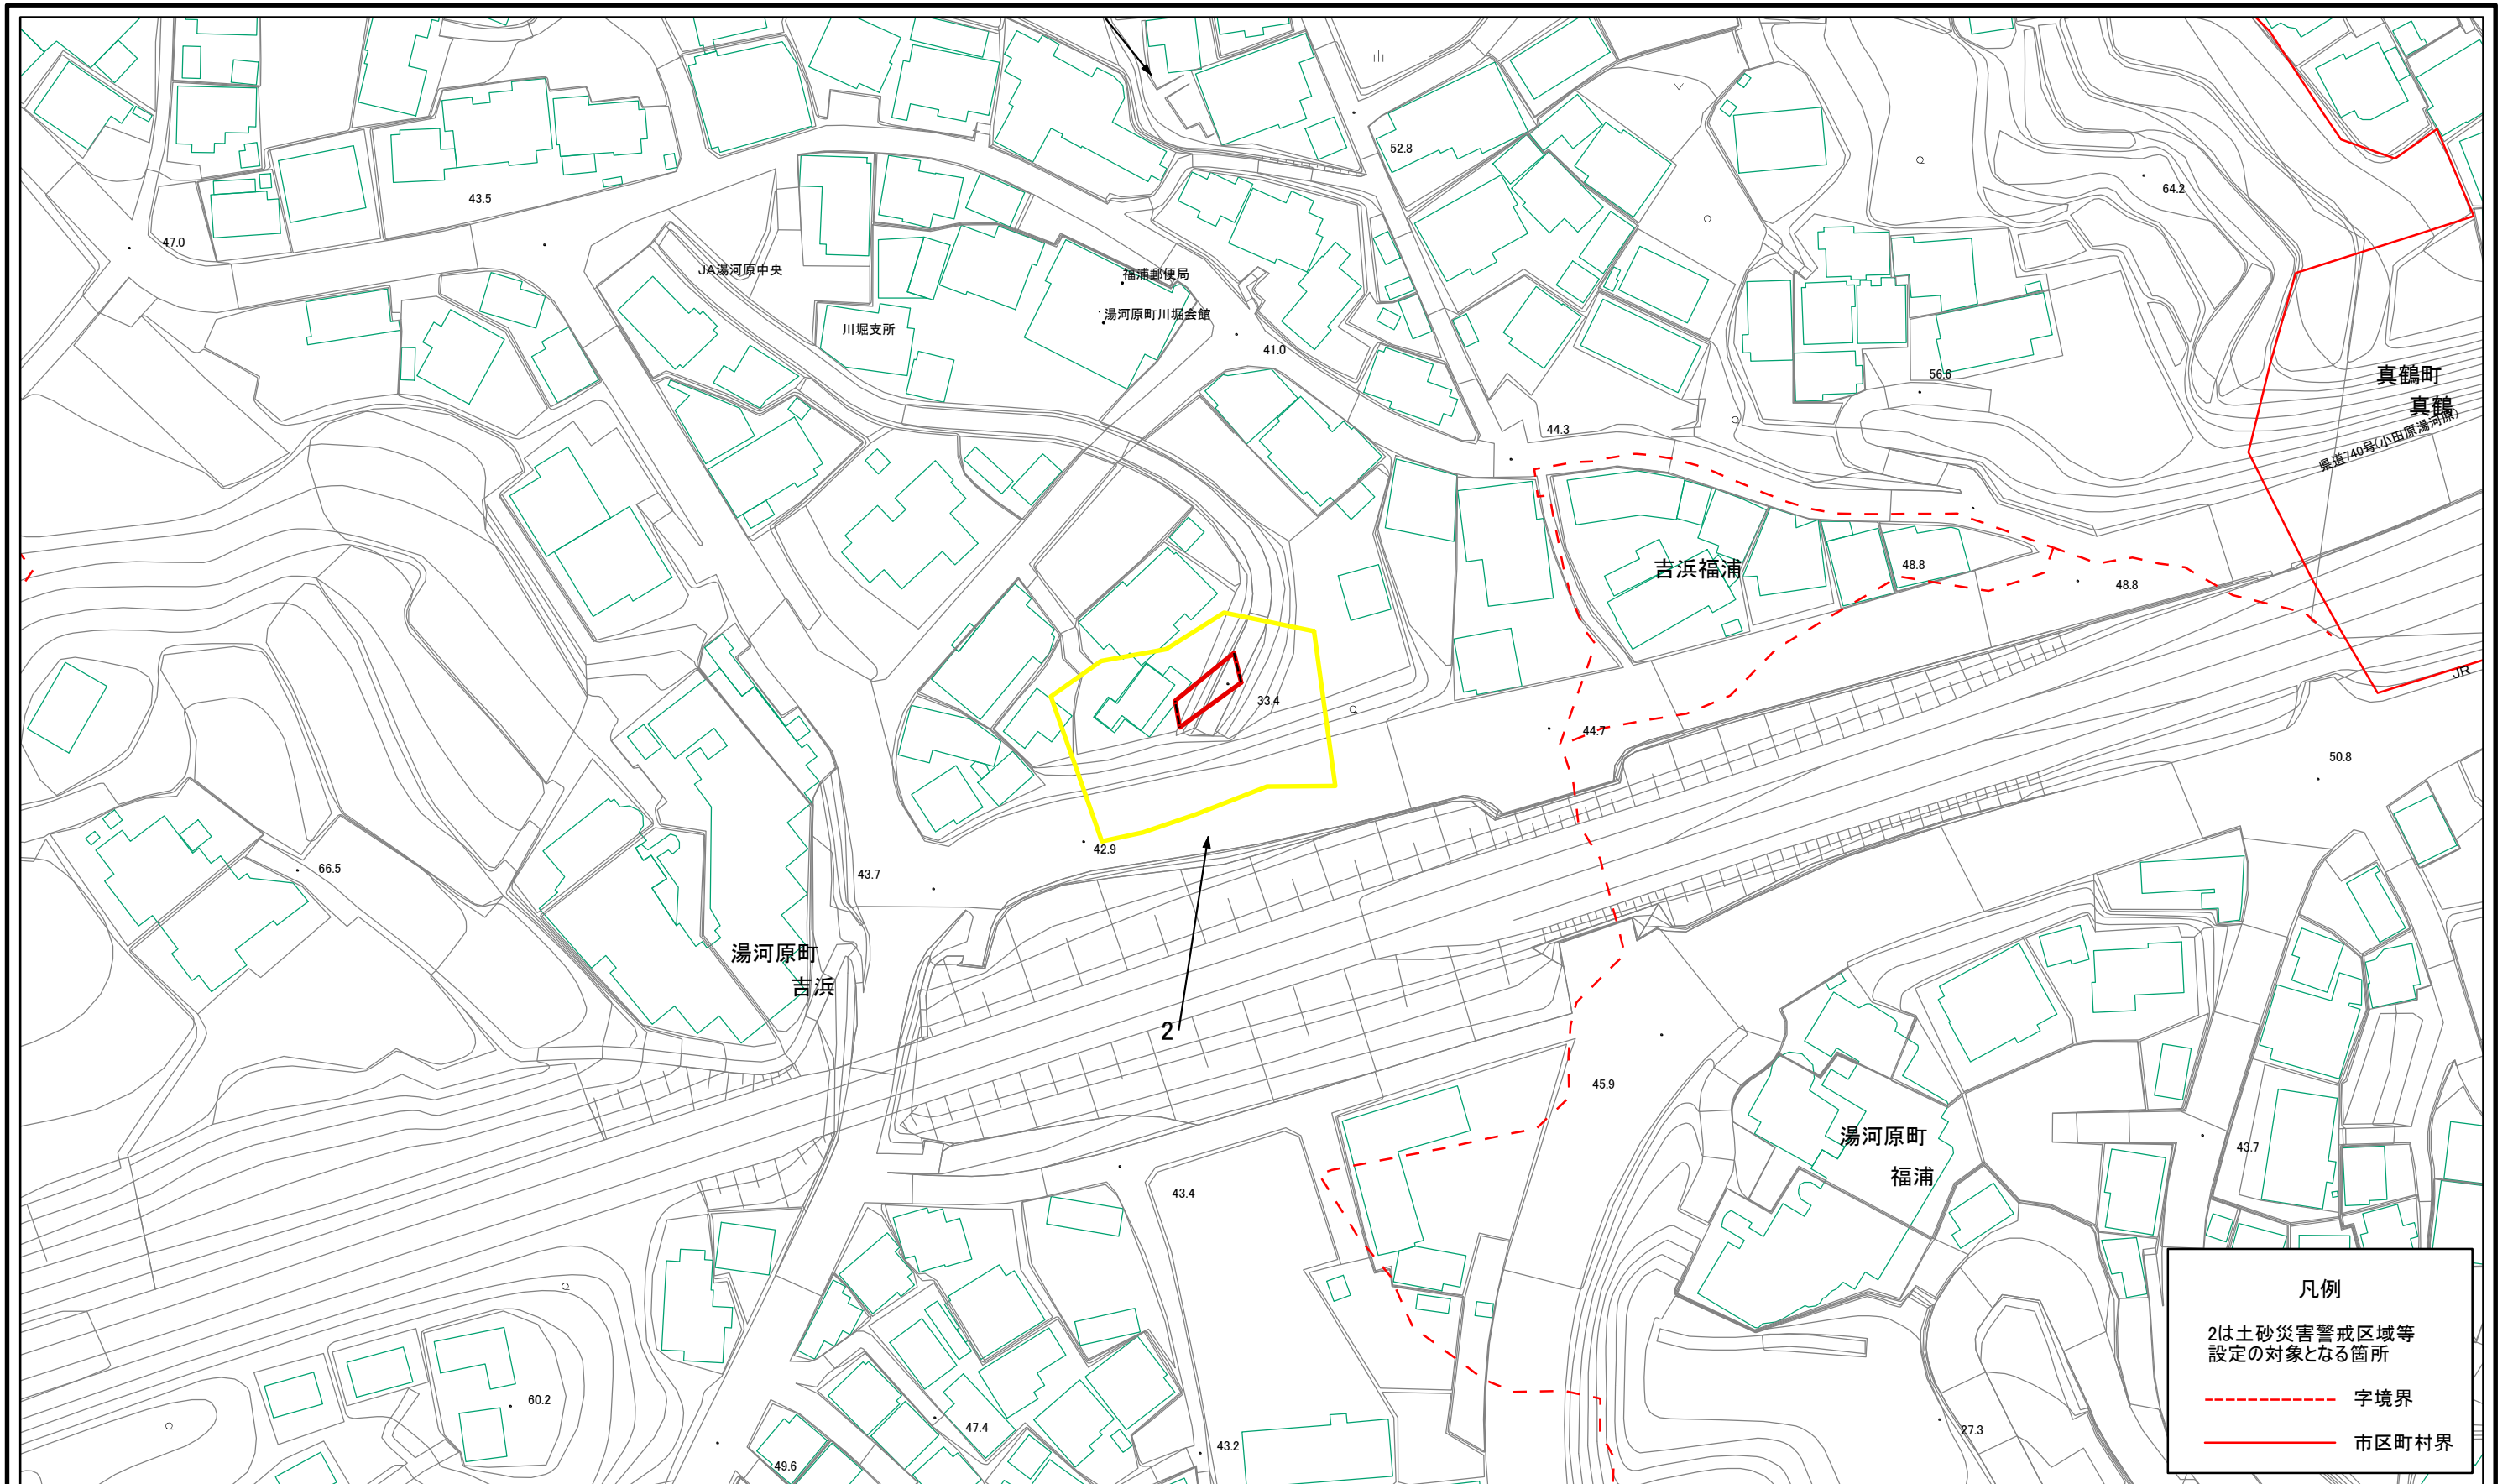 52.8
43.5
64.2
47.0
JA湯河原中央
福浦郵便局
湯河原町川堀会館
川堀支所
41.0
56.6
真鶴町
真鶴
44.3
県道740号(小田原湯河原)
吉浜福浦
48.8
48.8
JR
33.4
44.7
50.8
42.9
66.5
43.7
湯河原町
吉浜
2
45.9
湯河原町
福浦
43.7
43.4
60.2
47.4
43.2
27.3
49.6
凡例
2は土砂災害警戒区域等
設定の対象となる箇所
字境界
市区町村界